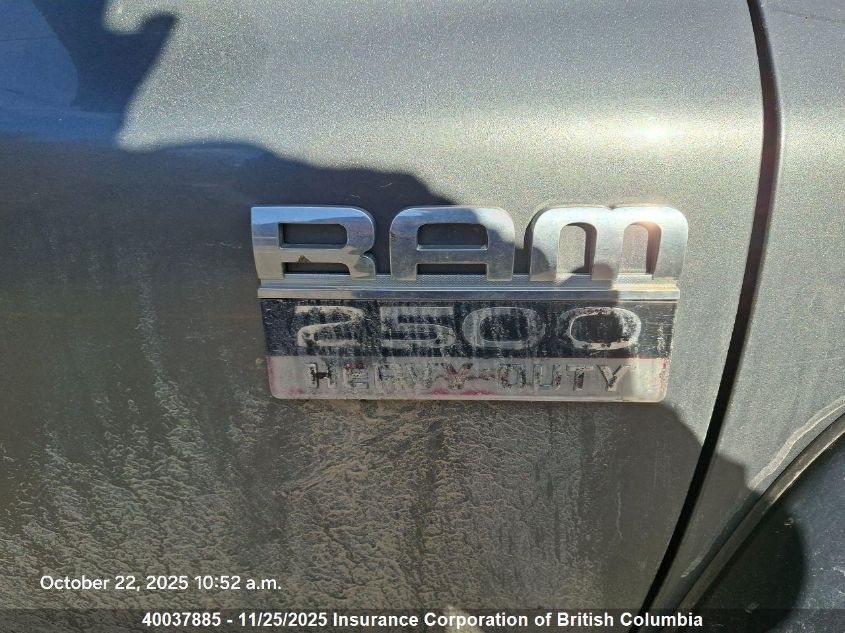 RAM
2500
HEAVY DUTY
October 22, 2025 10:52 a.m.
40037885 - 11/25/2025 Insurance Corporation of British Columbia